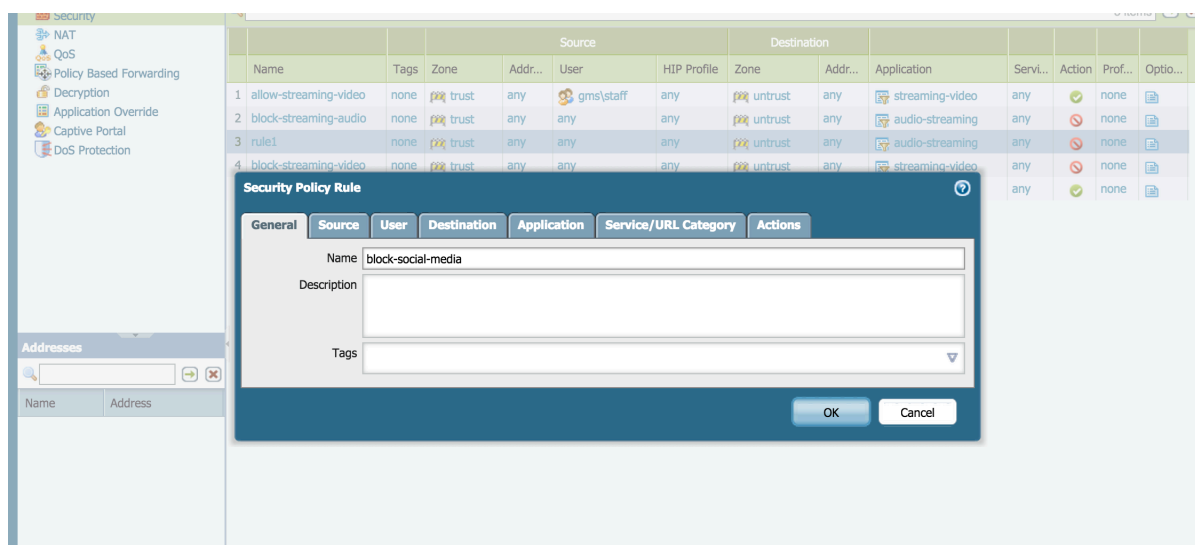 Security
NAT
QoS
Policy Based Forwarding
Decryption
Application Override
Captive Portal
DoS Protection
Source Destination
Name Tags Zone Addr... User HIP Profile Zone Addr... Application Servi... Action Prof... Optio...
1 allow-streaming-video none trust any gms\staff any untrust any streaming-video any none
2 block-streaming-audio none trust any any any untrust any audio-streaming any none
3 rule1 none trust any any any untrust any audio-streaming any none
4 block-streaming-video none trust any any any untrust any streaming-video any none
any none
Security Policy Rule
General Source User Destination Application Service/URL Category Actions
Name block-social-media
Description
Tags
OK Cancel
Addresses
Name Address